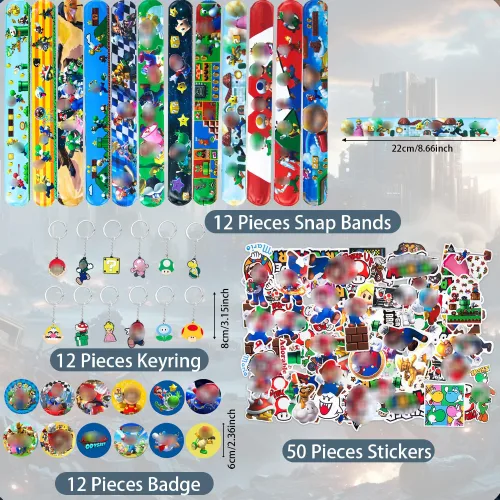 22cm/8.66inch
12 Pieces Snap Bands
8cm/3.15inch
12 Pieces Keyring
Mario
6cm/2.36inch
50 Pieces Stickers
12 Pieces Badge